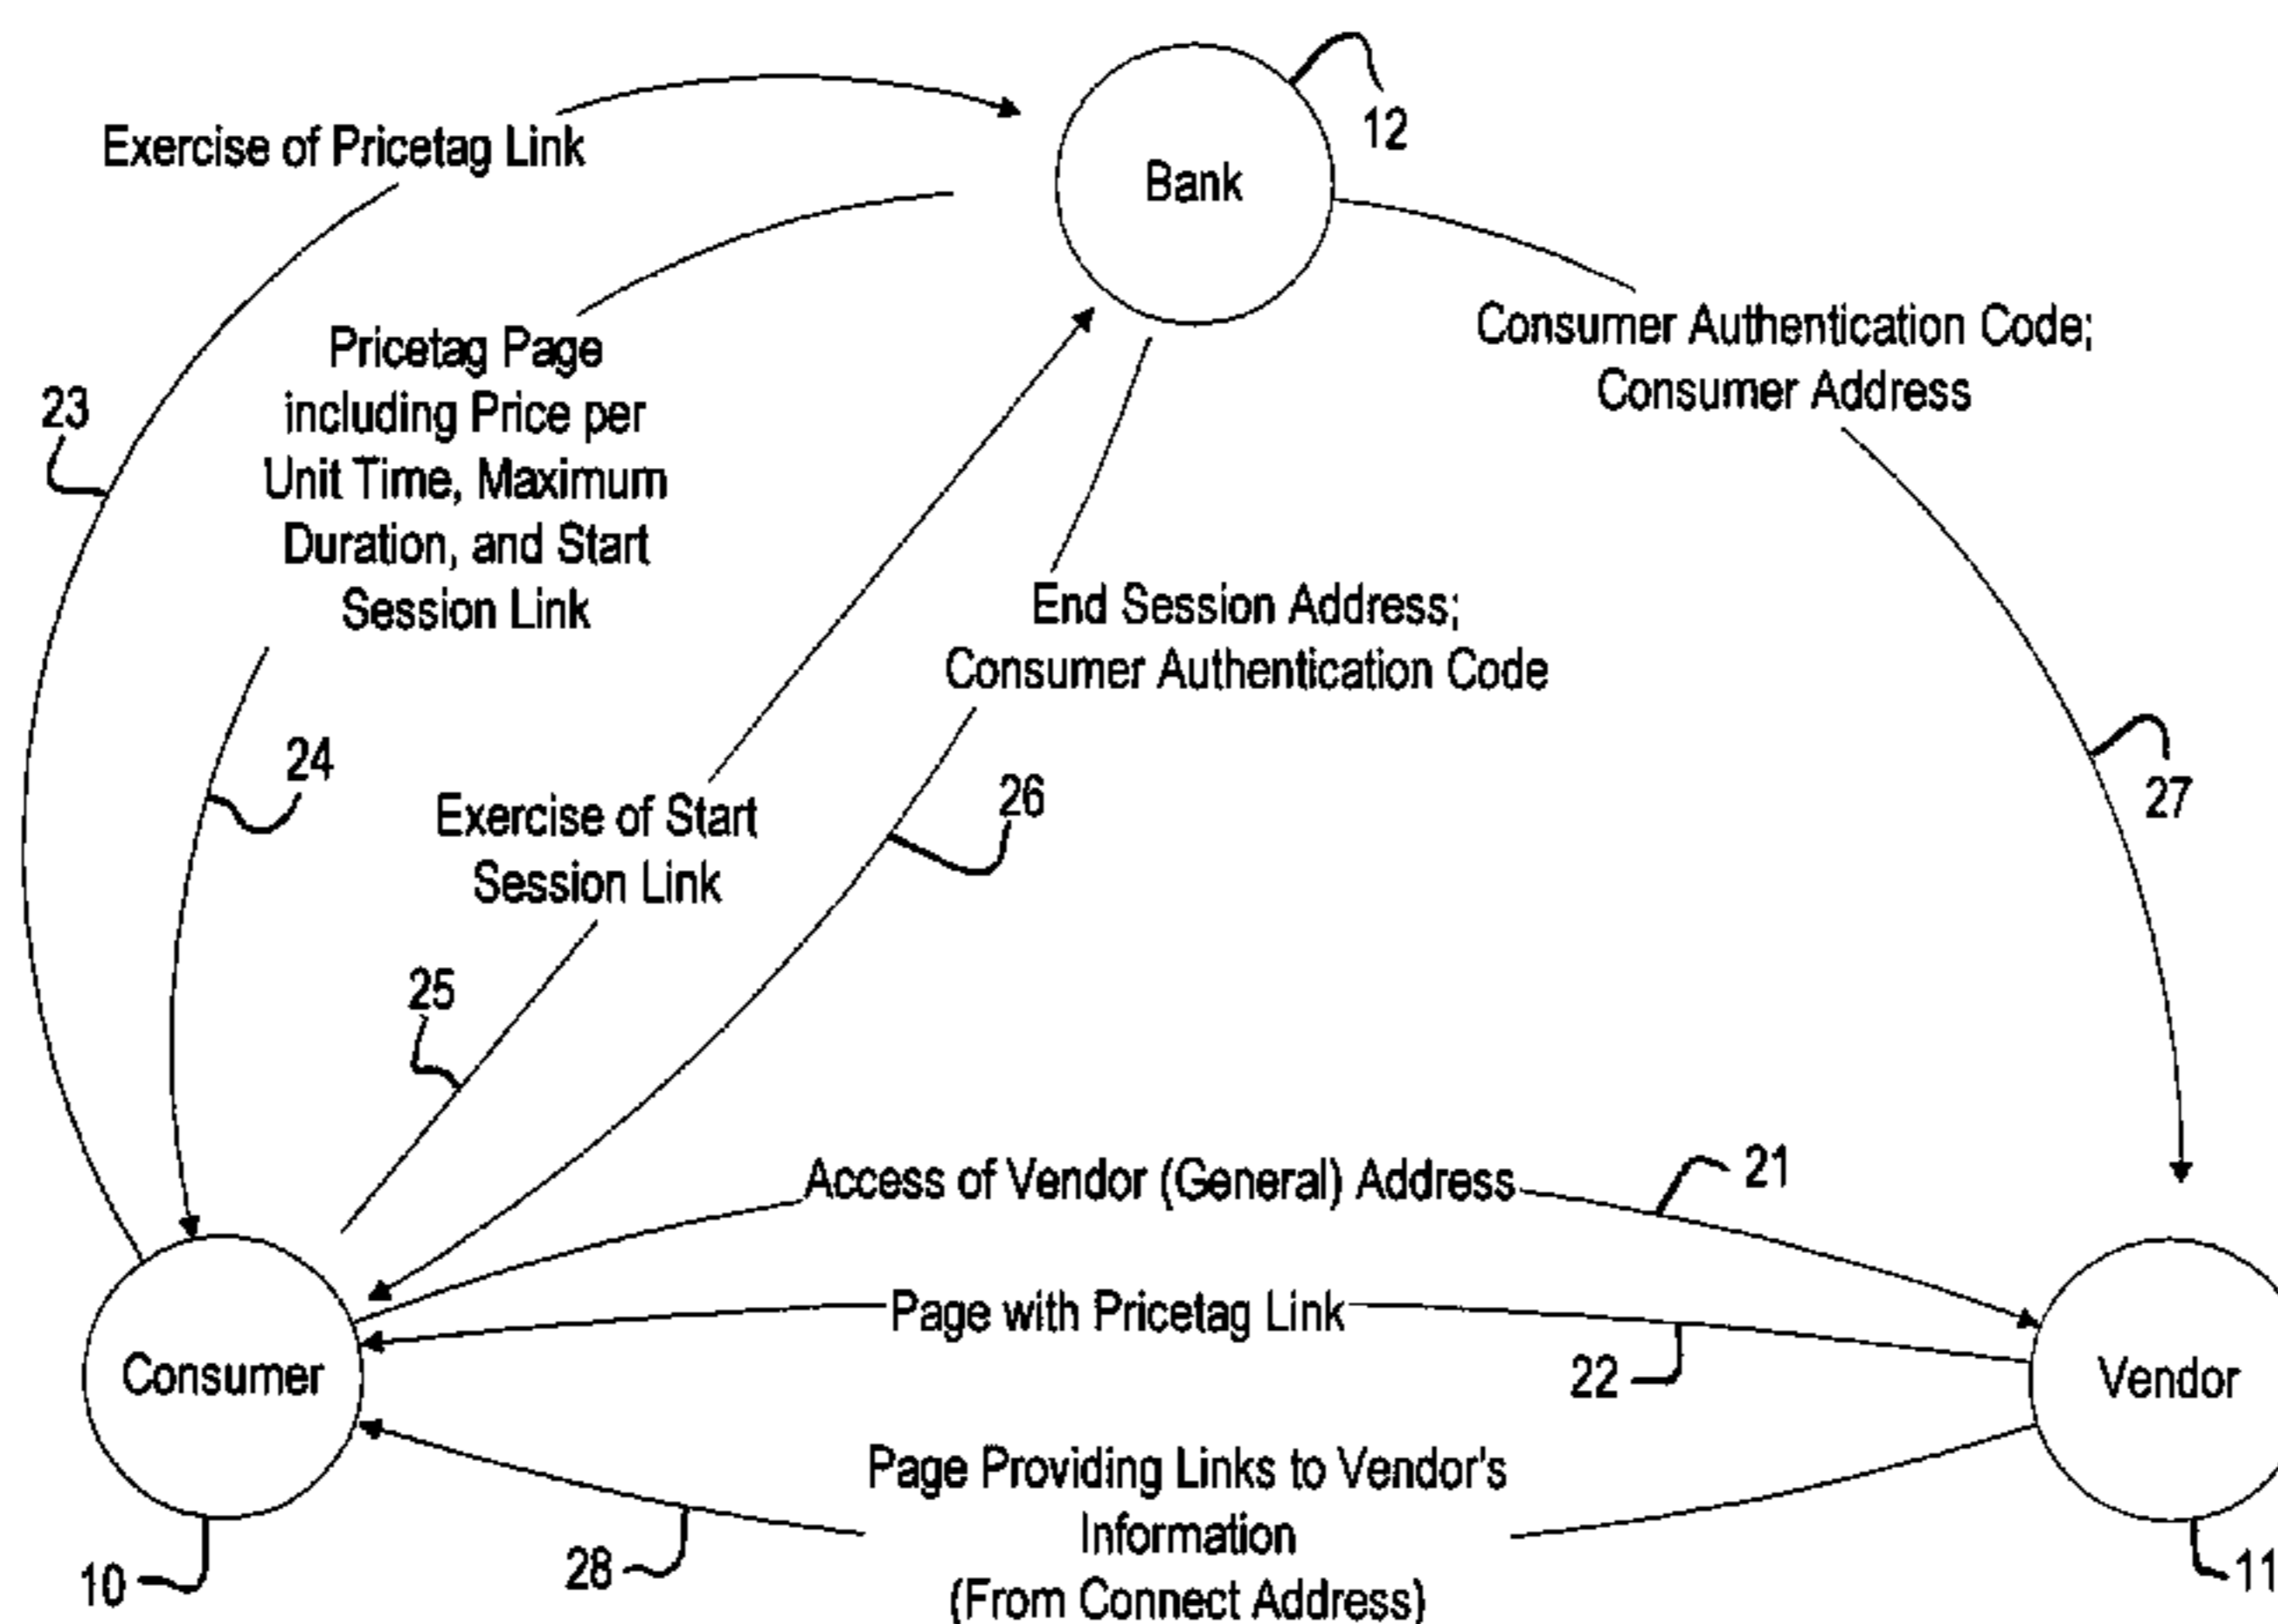 12
Exercise of Pricetag Link
Bank
Pricetag Page
including Price per
Unit Time, Maximum
Duration, and Start
Session Link
Consumer Authentication Code;
Consumer Address
23
End Session Address;
Consumer Authentication Code
24
26
27
Exercise of Start
Session Link
25
Access of Vendor (General) Address
21
Page with Pricetag Link
22
Consumer
Vendor
Page Providing Links to Vendor's
Information
(From Connect Address)
28
10
11